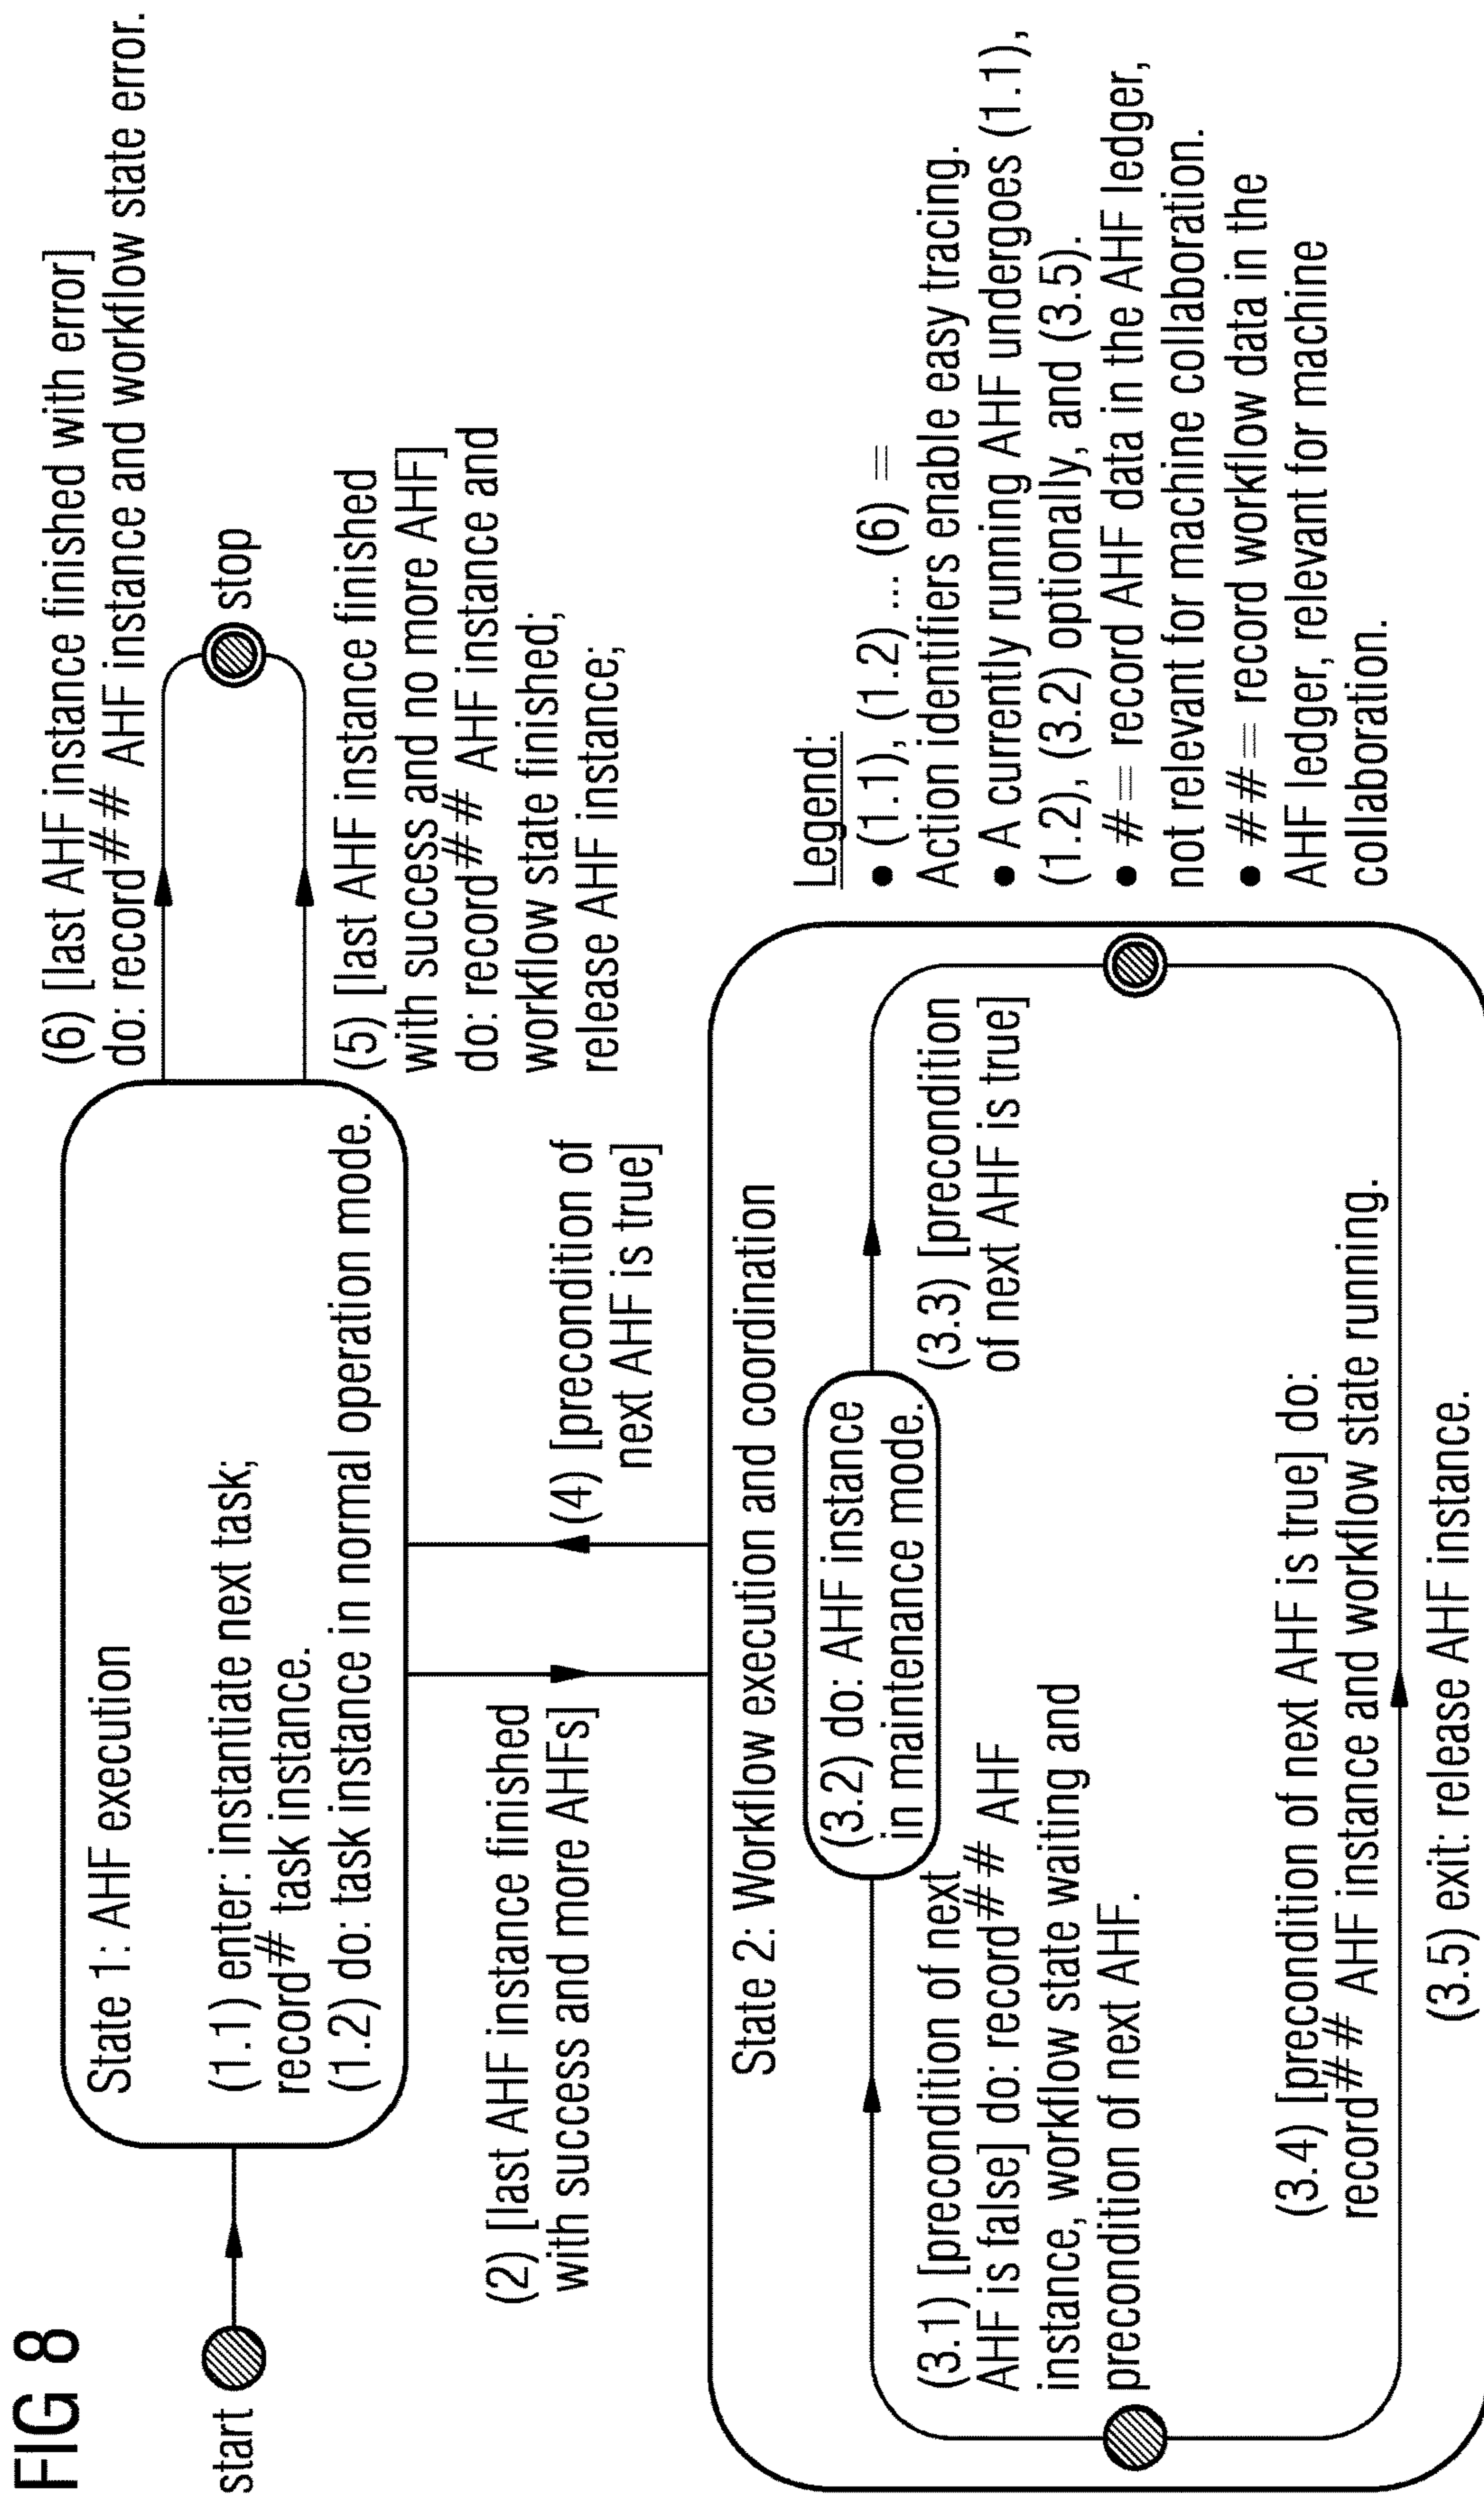 FIG 8
start
State 1: AHF execution
(1.1) enter: instantiate next task;
record# task instance.
(1.2) do: task instance in normal operation mode.
(6) [last AHF instance finished with error]
do: record## AHF instance and workflow state error.
stop
(5) [last AHF instance finished
with success and no more AHF]
do: record## AHF instance and
workflow state finished;
release AHF instance;
(2) [last AHF instance finished
with success and more AHFs]
(4) [precondition of
next AHF is true]
State 2: Workflow execution and coordination
(3.2) do: AHF instance
in maintenance mode.
(3.1) [precondition of next
AHF is false] do: record## AHF
instance, workflow state waiting and
precondition of next AHF.
(3.3) [precondition
of next AHF is true]
(3.4) [precondition of next AHF is true] do:
record## AHF instance and workflow state running.
(3.5) exit: release AHF instance.
Legend:
• (1.1), (1.2) ... (6) =
Action identifiers enable easy tracing.
• A currently running AHF undergoes (1.1),
(1.2), (3.2) optionally, and (3.5).
• # = record AHF data in the AHF ledger,
not relevant for machine collaboration.
• ## = record workflow data in the
AHF ledger, relevant for machine
collaboration.